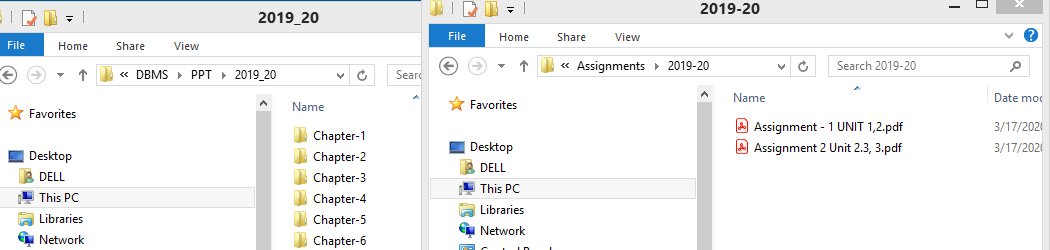 2019_20
File
Home
Share
View
« DBMS PPT 2019_20
Searc
Favorites
Desktop
DELL
This PC
Libraries
Network
Name
Chapter-1
Chapter-2
Chapter-3
Chapter-4
Chapter-5
Chapter-6
2019-20
File
Home
Share
View
« Assignments 2019-20
Search 2019-20
Favorites
Desktop
DELL
This PC
Libraries
Network
Name
Date moc
Assignment - 1 UNIT 1,2.pdf
3/17/2020
Assignment 2 Unit 2.3, 3.pdf
3/17/2020